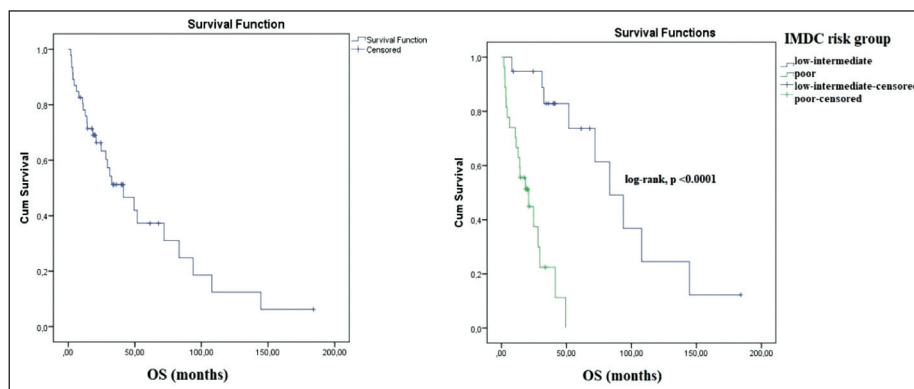 Survival Function
Survival Function
Censored
1,0
0,8
0,6
0,4
0,2
0,0
Cum Survival
,00
50,00
100,00
150,00
200,00
OS (months)
Survival Functions
IMDC risk group
low-intermediate
poor
low-intermediate-censored
poor-censored
log-rank, p <0.0001
1,0
0,8
0,6
0,4
0,2
0,0
Cum Survival
,00
50,00
100,00
150,00
200,00
OS (months)